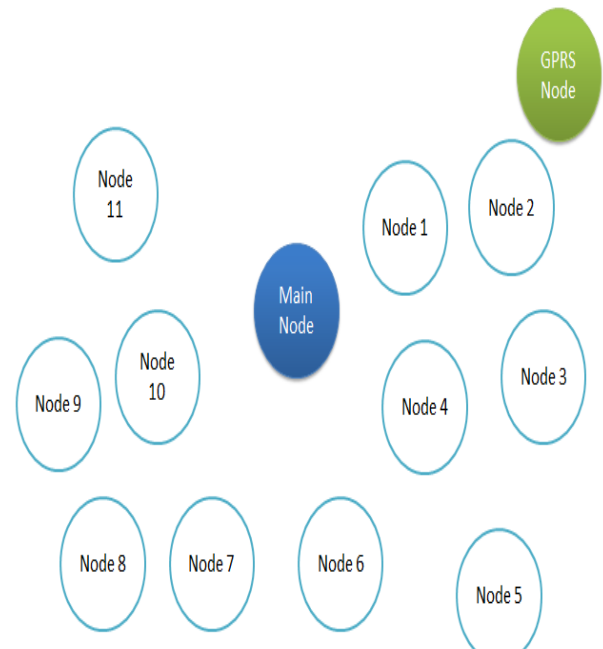 GPRS
Node
Node
11
Node 1
Node 2
Main
Node
Node 9
Node
10
Node 4
Node 3
Node 8
Node 7
Node 6
Node 5